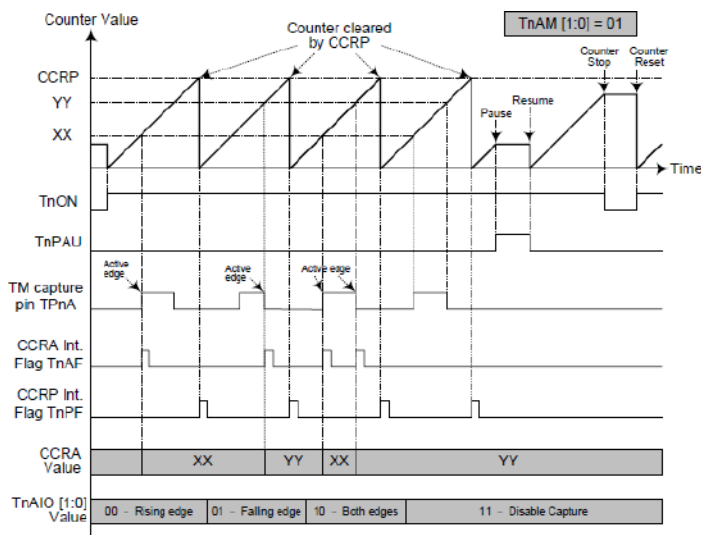 Counter Value
TnAM [1:0] = 01
Counter cleared
by CCRP
Counter
Stop
Counter
Reset
CCRP
YY
XX
Pause
Resume
Time
TnON
TnPAU
Active
edge
Active
edge
Active edge
TM capture
pin TPnA
CCRA Int.
Flag TnAF
CCRP Int.
Flag TnPF
CCRA
Value
XX
YY
XX
YY
TnAIO [1:0]
Value
00 – Rising edge
01 – Falling edge
10 – Both edges
11 – Disable Capture